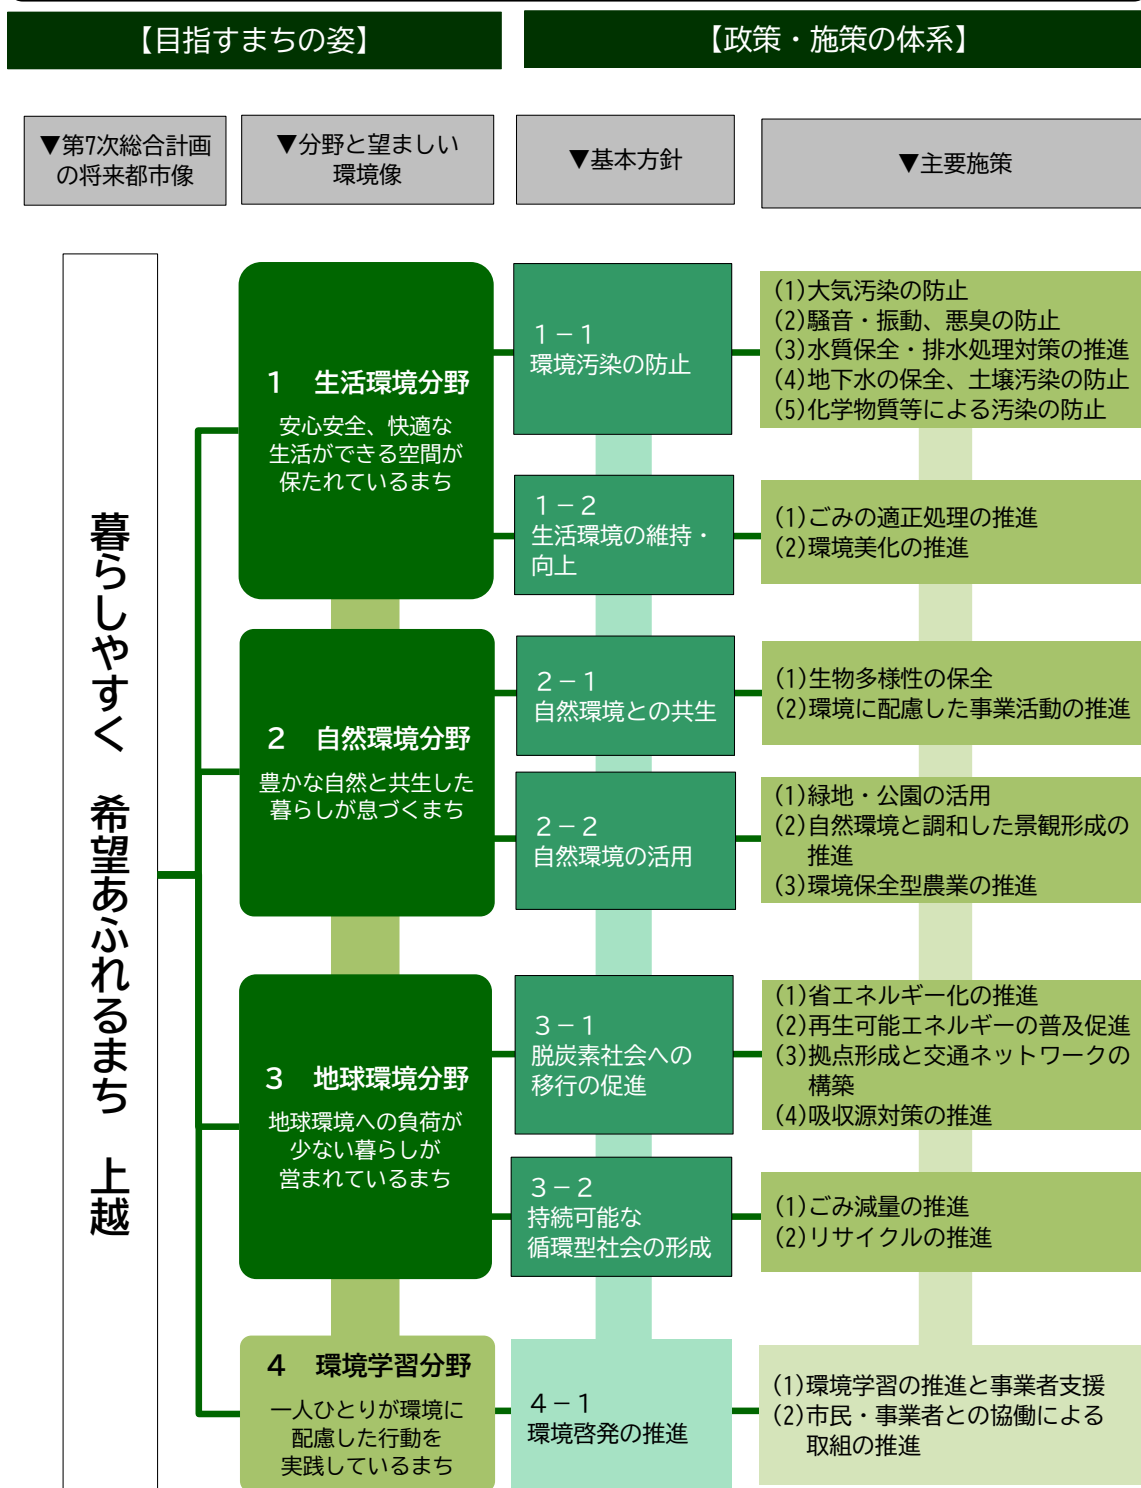 【目指すまちの姿】
【政策・施策の体系】
▼第7次総合計画
の将来都市像
▼分野と望ましい
環境像
▼基本方針
▼主要施策
暮らしやすく 希望あふれるまち 上越
1 生活環境分野
安心安全、快適な
生活ができる空間が
保たれているまち
1－1
環境汚染の防止
(1)大気汚染の防止
(2)騒音・振動、悪臭の防止
(3)水質保全・排水処理対策の推進
(4)地下水の保全、土壌汚染の防止
(5)化学物質等による汚染の防止
1－2
生活環境の維持・
向上
(1)ごみの適正処理の推進
(2)環境美化の推進
2 自然環境分野
豊かな自然と共生した
暮らしが息づくまち
2－1
自然環境との共生
(1)生物多様性の保全
(2)環境に配慮した事業活動の推進
2－2
自然環境の活用
(1)緑地・公園の活用
(2)自然環境と調和した景観形成の
推進
(3)環境保全型農業の推進
3 地球環境分野
地球環境への負荷が
少ない暮らしが
営まれているまち
3－1
脱炭素社会への
移行の促進
(1)省エネルギー化の推進
(2)再生可能エネルギーの普及促進
(3)拠点形成と交通ネットワークの
構築
(4)吸収源対策の推進
3－2
持続可能な
循環型社会の形成
(1)ごみ減量の推進
(2)リサイクルの推進
4 環境学習分野
一人ひとりが環境に
配慮した行動を
実践しているまち
4－1
環境啓発の推進
(1)環境学習の推進と事業者支援
(2)市民・事業者との協働による
取組の推進